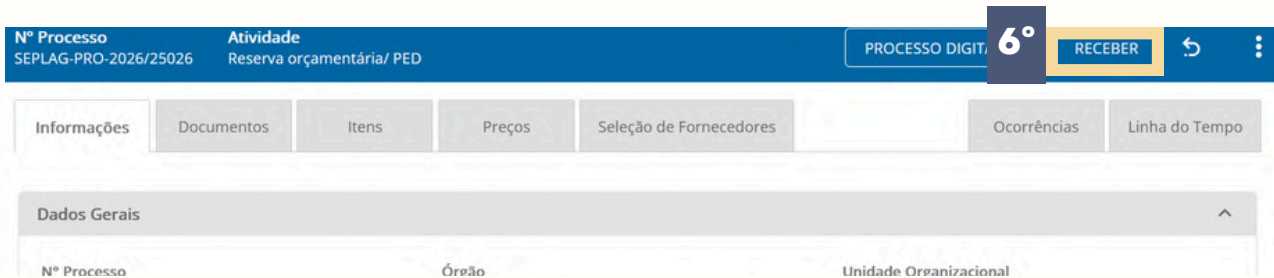 Nº Processo
Atividade
SEPLAG-PRO-2026/25026
Reserva orçamentária/ PED
PROCESSO DIGITA
6º
RECEBER
Informações
Documentos
Itens
Preços
Seleção de Fornecedores
Ocorrências
Linha do Tempo
Dados Gerais
Nº Processo
Órgão
Unidade Organizacional